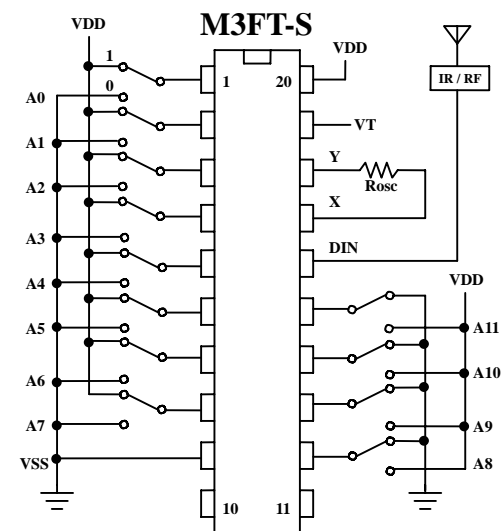 M3FT-S
VDD
1
0
A0
A1
A2
A3
A4
A5
A6
A7
VSS
1
20
10
11
VDD
VT
Y
Rosc
X
DIN
IR / RF
VDD
A11
A10
A9
A8